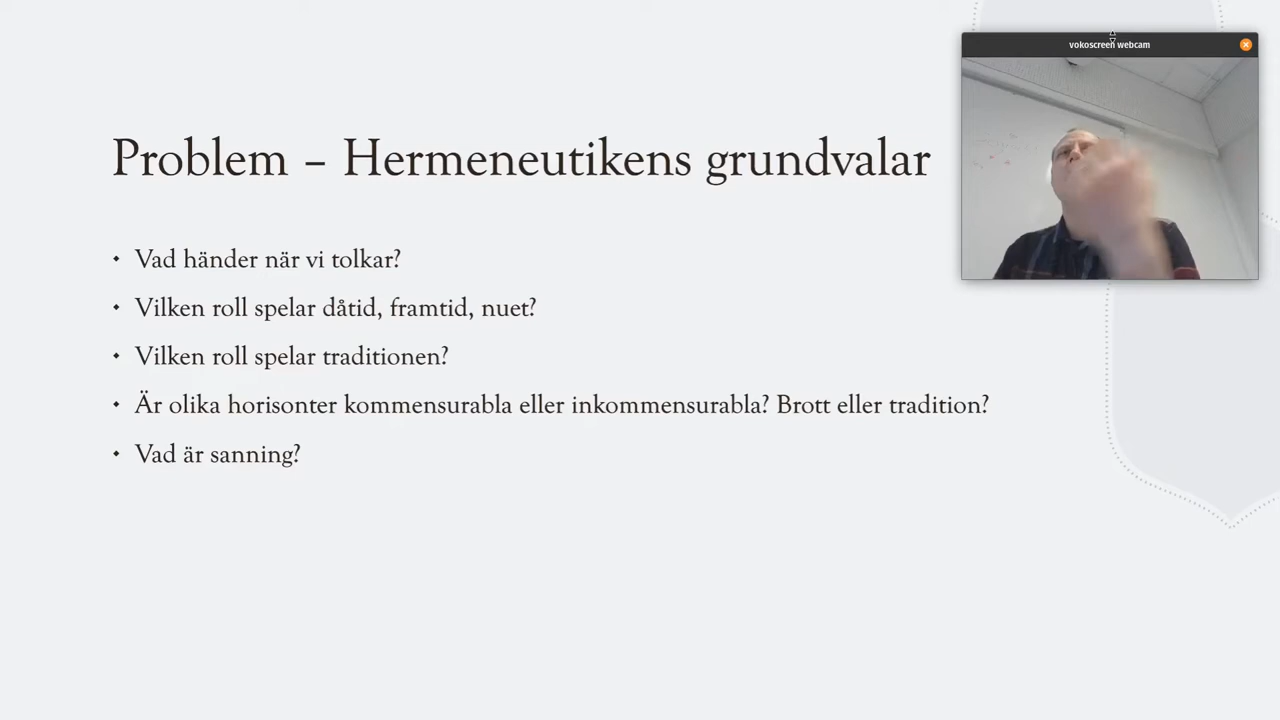 vokoscreen webcam
Problem – Hermeneutikens grundvalar
Vad händer när vi tolkar?
Vilken roll spelar dåtid, framtid, nuet?
Vilken roll spelar traditionen?
Är olika horisonter kommensurabla eller inkommensurabla? Brott eller tradition?
Vad är sanning?